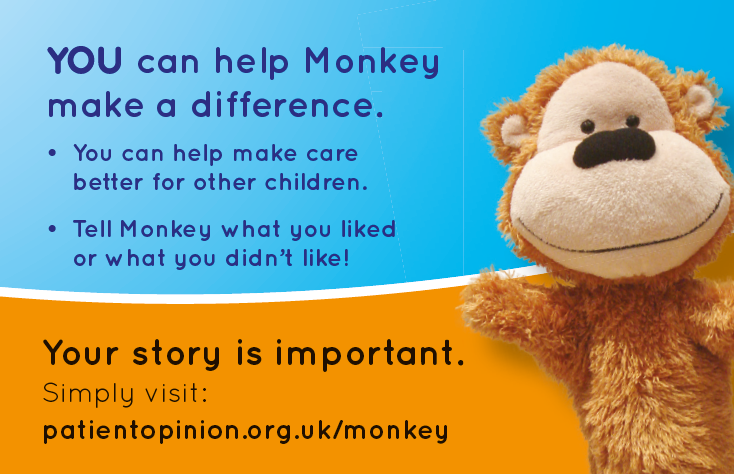 YOU can help Monkey
make a difference.
• You can help make care
better for other children.
• Tell Monkey what you liked
or what you didn't like!
Your story is important.
Simply visit:
patientopinion.org.uk/monkey